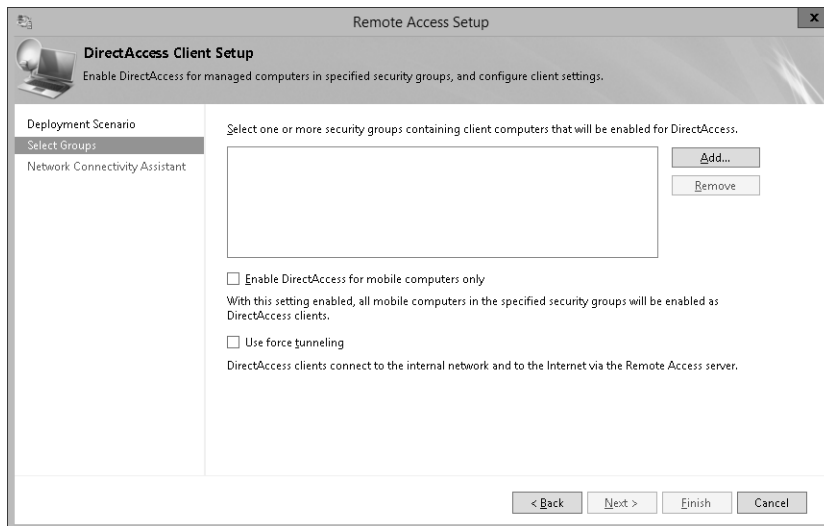 Remote Access Setup
x
DirectAccess Client Setup
Enable DirectAccess for managed computers in specified security groups, and configure client settings.
Deployment Scenario
Select Groups
Network Connectivity Assistant
Select one or more security groups containing client computers that will be enabled for DirectAccess.
Add...
Remove
Enable DirectAccess for mobile computers only
With this setting enabled, all mobile computers in the specified security groups will be enabled as
DirectAccess clients.
Use force tunneling
DirectAccess clients connect to the internal network and to the Internet via the Remote Access server.
< Back
Next >
Finish
Cancel